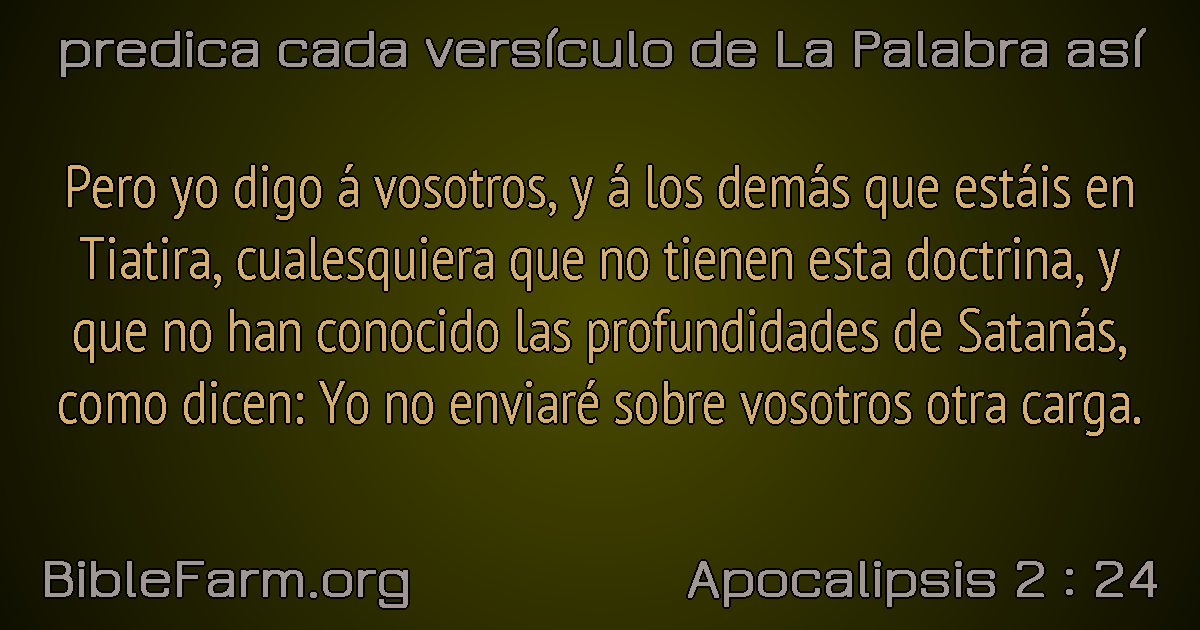 predica cada versículo de La Palabra así
Pero yo digo á vosotros, y á los demás que estáis en
Tiatira, cualesquiera que no tienen esta doctrina, y
que no han conocido las profundidades de Satanás,
como dicen: Yo no enviaré sobre vosotros otra carga.
BibleFarm.org
Apocalipsis 2 : 24